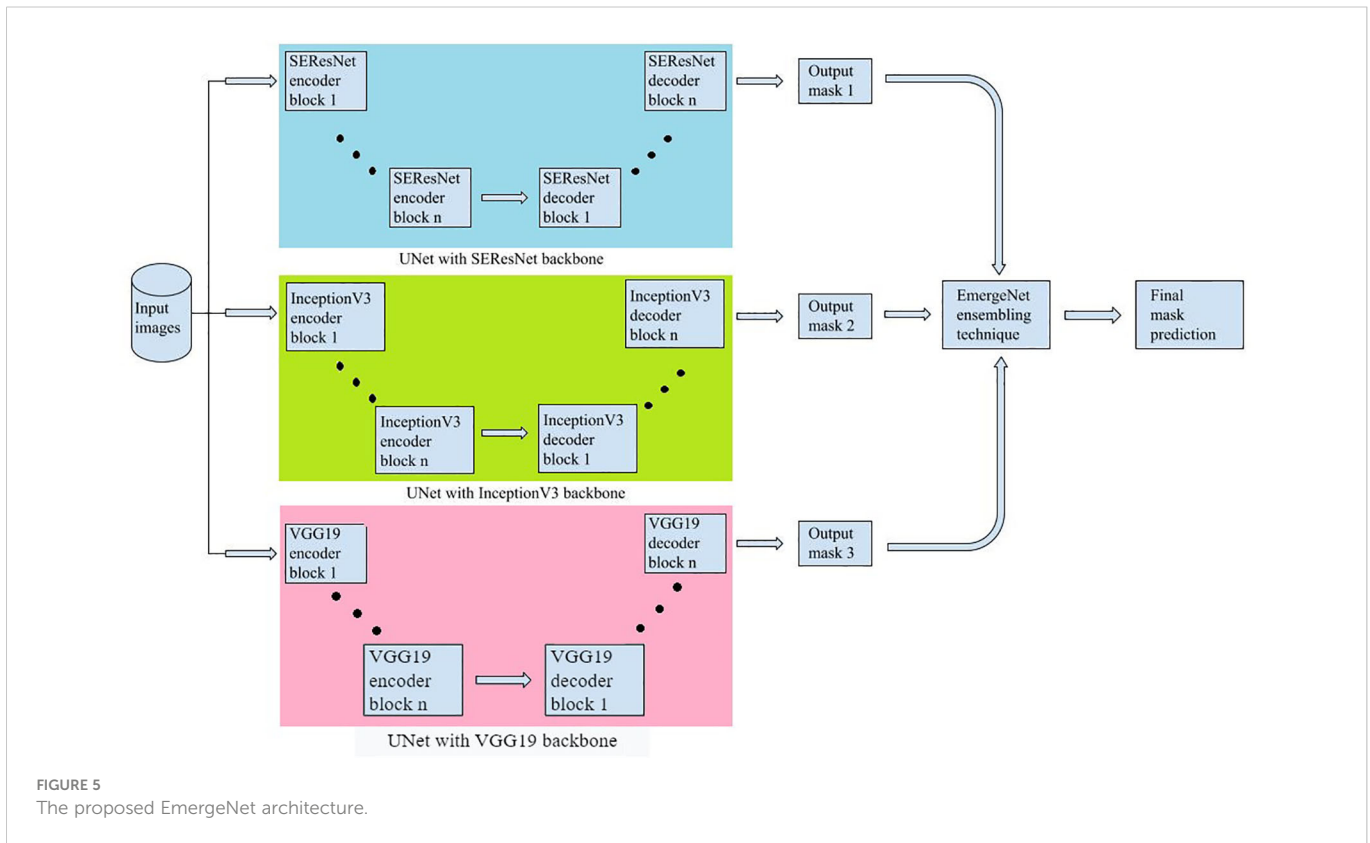 Input
images
SEResNet
encoder
block 1
SEResNet
encoder
block n
SEResNet
decoder
block 1
SEResNet
decoder
block n
UNet with SEResNet backbone
Output
mask 1
InceptionV3
encoder
block 1
InceptionV3
encoder
block n
InceptionV3
decoder
block 1
InceptionV3
decoder
block n
UNet with InceptionV3 backbone
Output
mask 2
VGG19
encoder
block 1
VGG19
encoder
block n
VGG19
decoder
block 1
VGG19
decoder
block n
UNet with VGG19 backbone
Output
mask 3
EmergeNet
ensembling
technique
Final
mask
prediction
FIGURE 5
The proposed EmergeNet architecture.